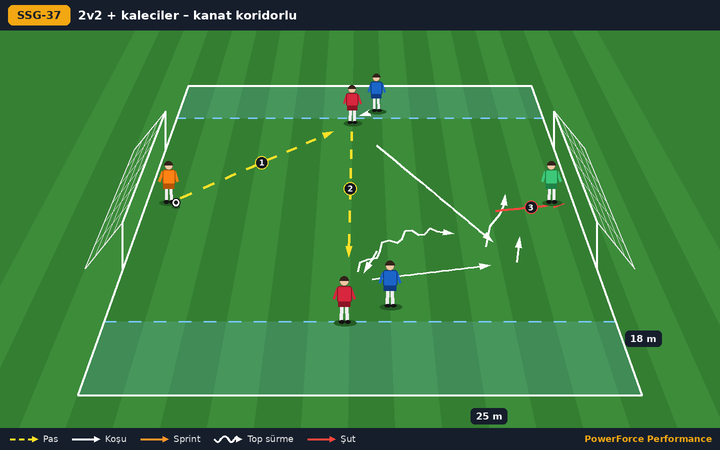 SSG-37 2v2 + kaleciler – kanat koridorlu
1
2
3
18 m
25 m
Pas Koşu Sprint Top sürme Şut PowerForce Performance